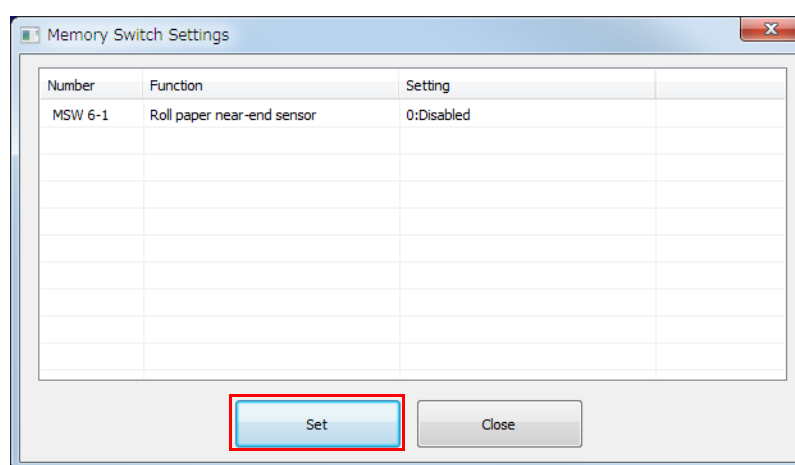 Memory Switch Settings
Number Function Setting
MSW 6-1 Roll paper near-end sensor 0:Disabled
Set Close